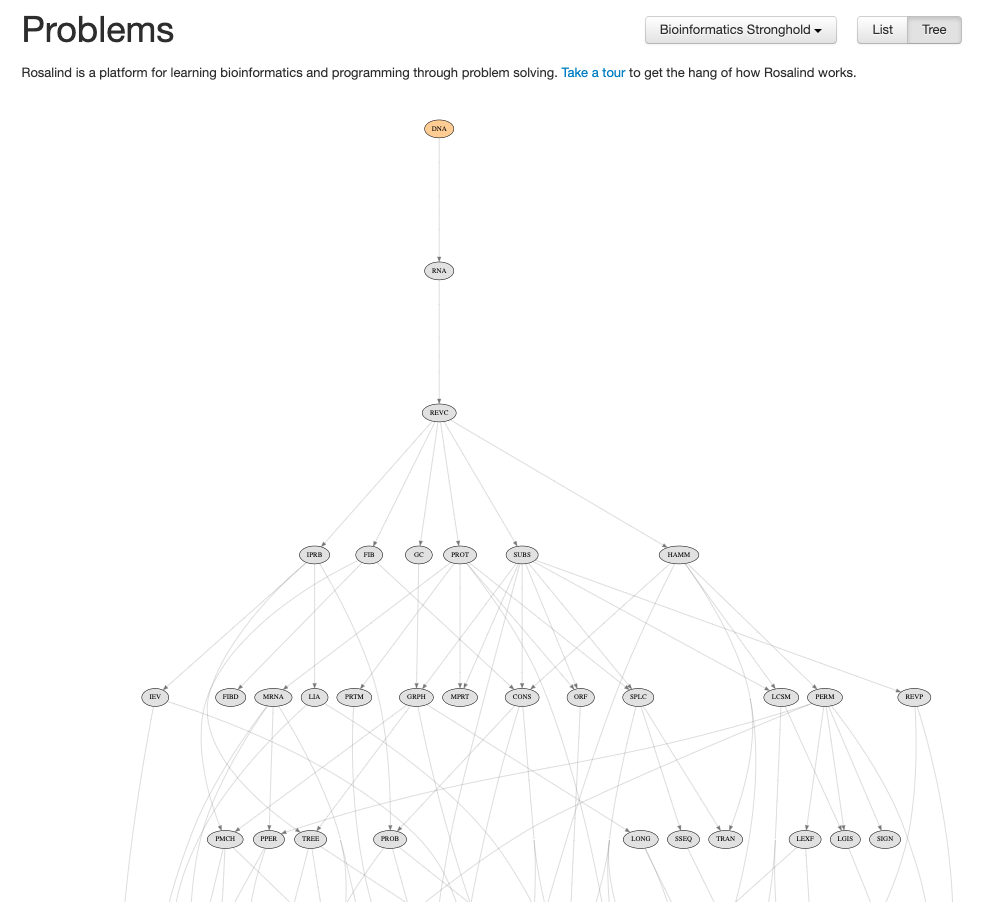 Problems
Bioinformatics Stronghold
List
Tree
Rosalind is a platform for learning bioinformatics and programming through problem solving. Take a tour to get the hang of how Rosalind works.
DNA
RNA
REVC
IPRB FIB GC PROT SUBS HAMM
IEV FIBD MRNA LIA PRTM GRPH MPRT CONS ORF SPLC LCSM PERM REVP
PMCH PPER TREE PROB LONG SSEQ TRAN LEXF LGIS SIGN